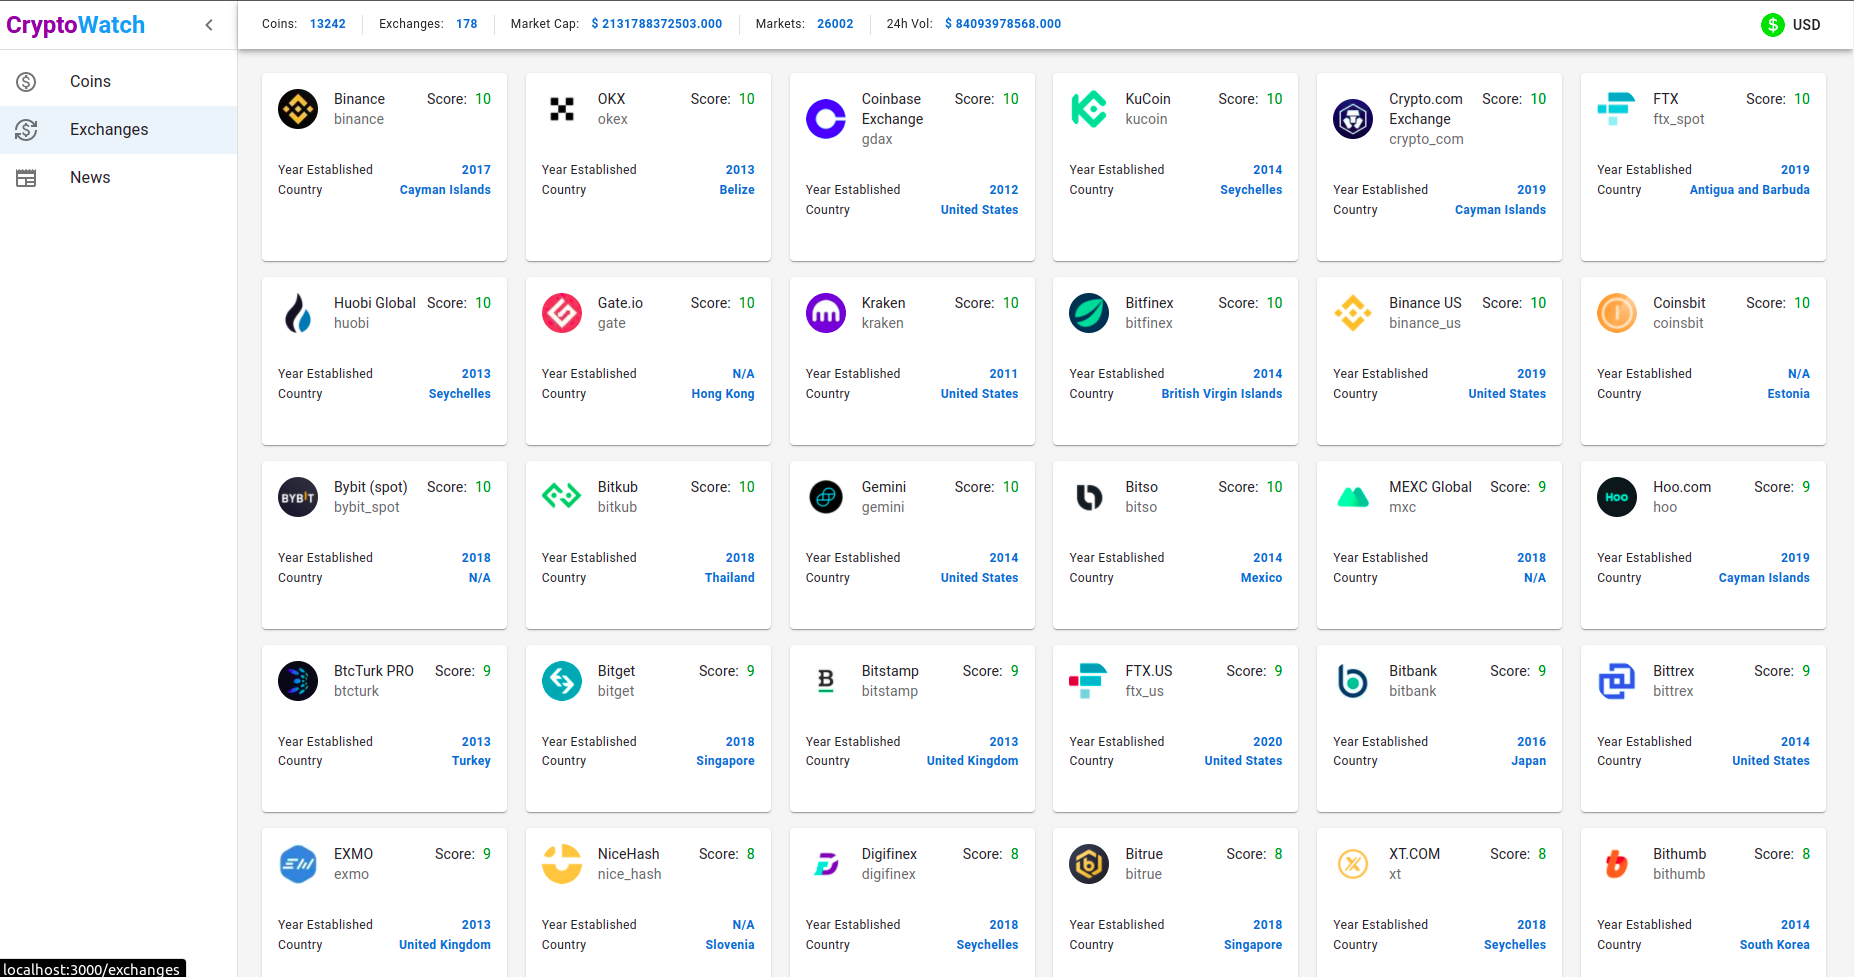 CryptoWatch
Coins: 13242 Exchanges: 178 Market Cap: $ 2131788372503.000 Markets: 26002 24h Vol: $ 84093978568.000
$ USD
Coins
Exchanges
News
Binance Score: 10
binance
Year Established 2017
Country Cayman Islands
OKX Score: 10
okex
Year Established 2013
Country Belize
Coinbase Score: 10
Exchange
gdax
Year Established 2012
Country United States
KuCoin Score: 10
kucoin
Year Established 2014
Country Seychelles
Crypto.com Score: 10
Exchange
crypto_com
Year Established 2019
Country Cayman Islands
FTX Score: 10
ftx_spot
Year Established 2019
Country Antigua and Barbuda
Huobi Global Score: 10
huobi
Year Established 2013
Country Seychelles
Gate.io Score: 10
gate
Year Established N/A
Country Hong Kong
Kraken Score: 10
kraken
Year Established 2011
Country United States
Bitfinex Score: 10
bitfinex
Year Established 2014
Country British Virgin Islands
Binance US Score: 10
binance_us
Year Established 2019
Country United States
Coinsbit Score: 10
coinsbit
Year Established N/A
Country Estonia
BYBIT
Bybit (spot) Score: 10
bybit_spot
Year Established 2018
Country N/A
Bitkub Score: 10
bitkub
Year Established 2018
Country Thailand
Gemini Score: 10
gemini
Year Established 2014
Country United States
Bitso Score: 10
bitso
Year Established 2014
Country Mexico
MEXC Global Score: 9
mxc
Year Established 2018
Country N/A
Hoo
Hoo.com Score: 9
hoo
Year Established 2019
Country Cayman Islands
BtcTurk PRO Score: 9
btcturk
Year Established 2013
Country Turkey
Bitget Score: 9
bitget
Year Established 2018
Country Singapore
Bitstamp Score: 9
bitstamp
Year Established 2013
Country United Kingdom
FTX.US Score: 9
ftx_us
Year Established 2020
Country United States
Bitbank Score: 9
bitbank
Year Established 2016
Country Japan
Bittrex Score: 9
bittrex
Year Established 2014
Country United States
EXMO Score: 9
exmo
Year Established 2013
Country United Kingdom
NiceHash Score: 8
nice_hash
Year Established N/A
Country Slovenia
Digifinex Score: 8
digifinex
Year Established 2018
Country Seychelles
Bitrue Score: 8
bitrue
Year Established 2018
Country Singapore
XT.COM Score: 8
xt
Year Established 2018
Country Seychelles
Bithumb Score: 8
bithumb
Year Established 2014
Country South Korea
localhost:3000/exchanges